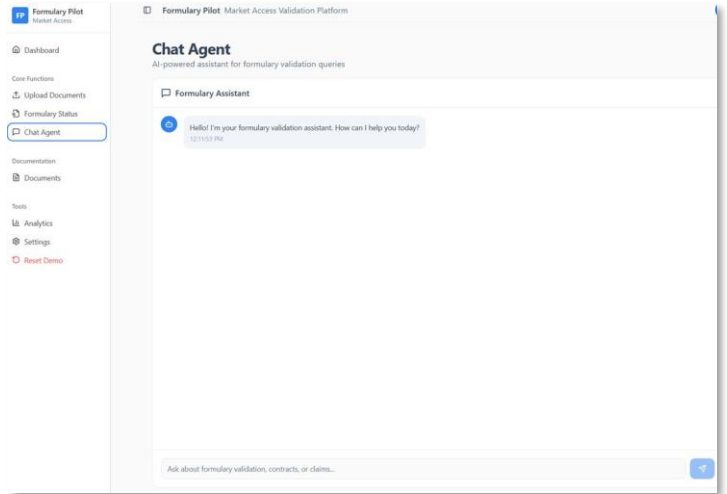 FP
Formulary Pilot
Market Access
Dashboard
Core Functions
Upload Documents
Formulary Status
Chat Agent
Documentation
Documents
Tools
Analytics
Settings
Reset Demo
Formulary Pilot Market Access Validation Platform
Chat Agent
AI-powered assistant for formulary validation queries
Formulary Assistant
Hello! I'm your formulary validation assistant. How can I help you today?
12:11:53 PM
Ask about formulary validation, contracts, or claims...